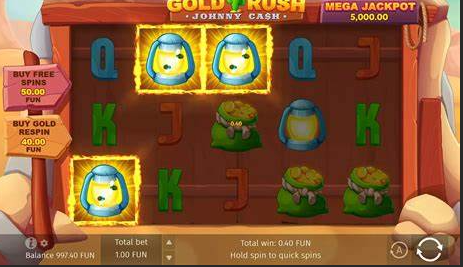 GOLD RUSH
JOHNNY CASH
MEGA JACKPOT
5,000.00
Q
Q
J
BUY FREE
SPINS
50.00
FUN
BUY GOLD
RESPIN
40.00
FUN
K
J
0.40
K
K
J
Total bet
Total win: 0.40 FUN
Balance 997.40 FUN
1.00 FUN
Hold spin to quick spins
A